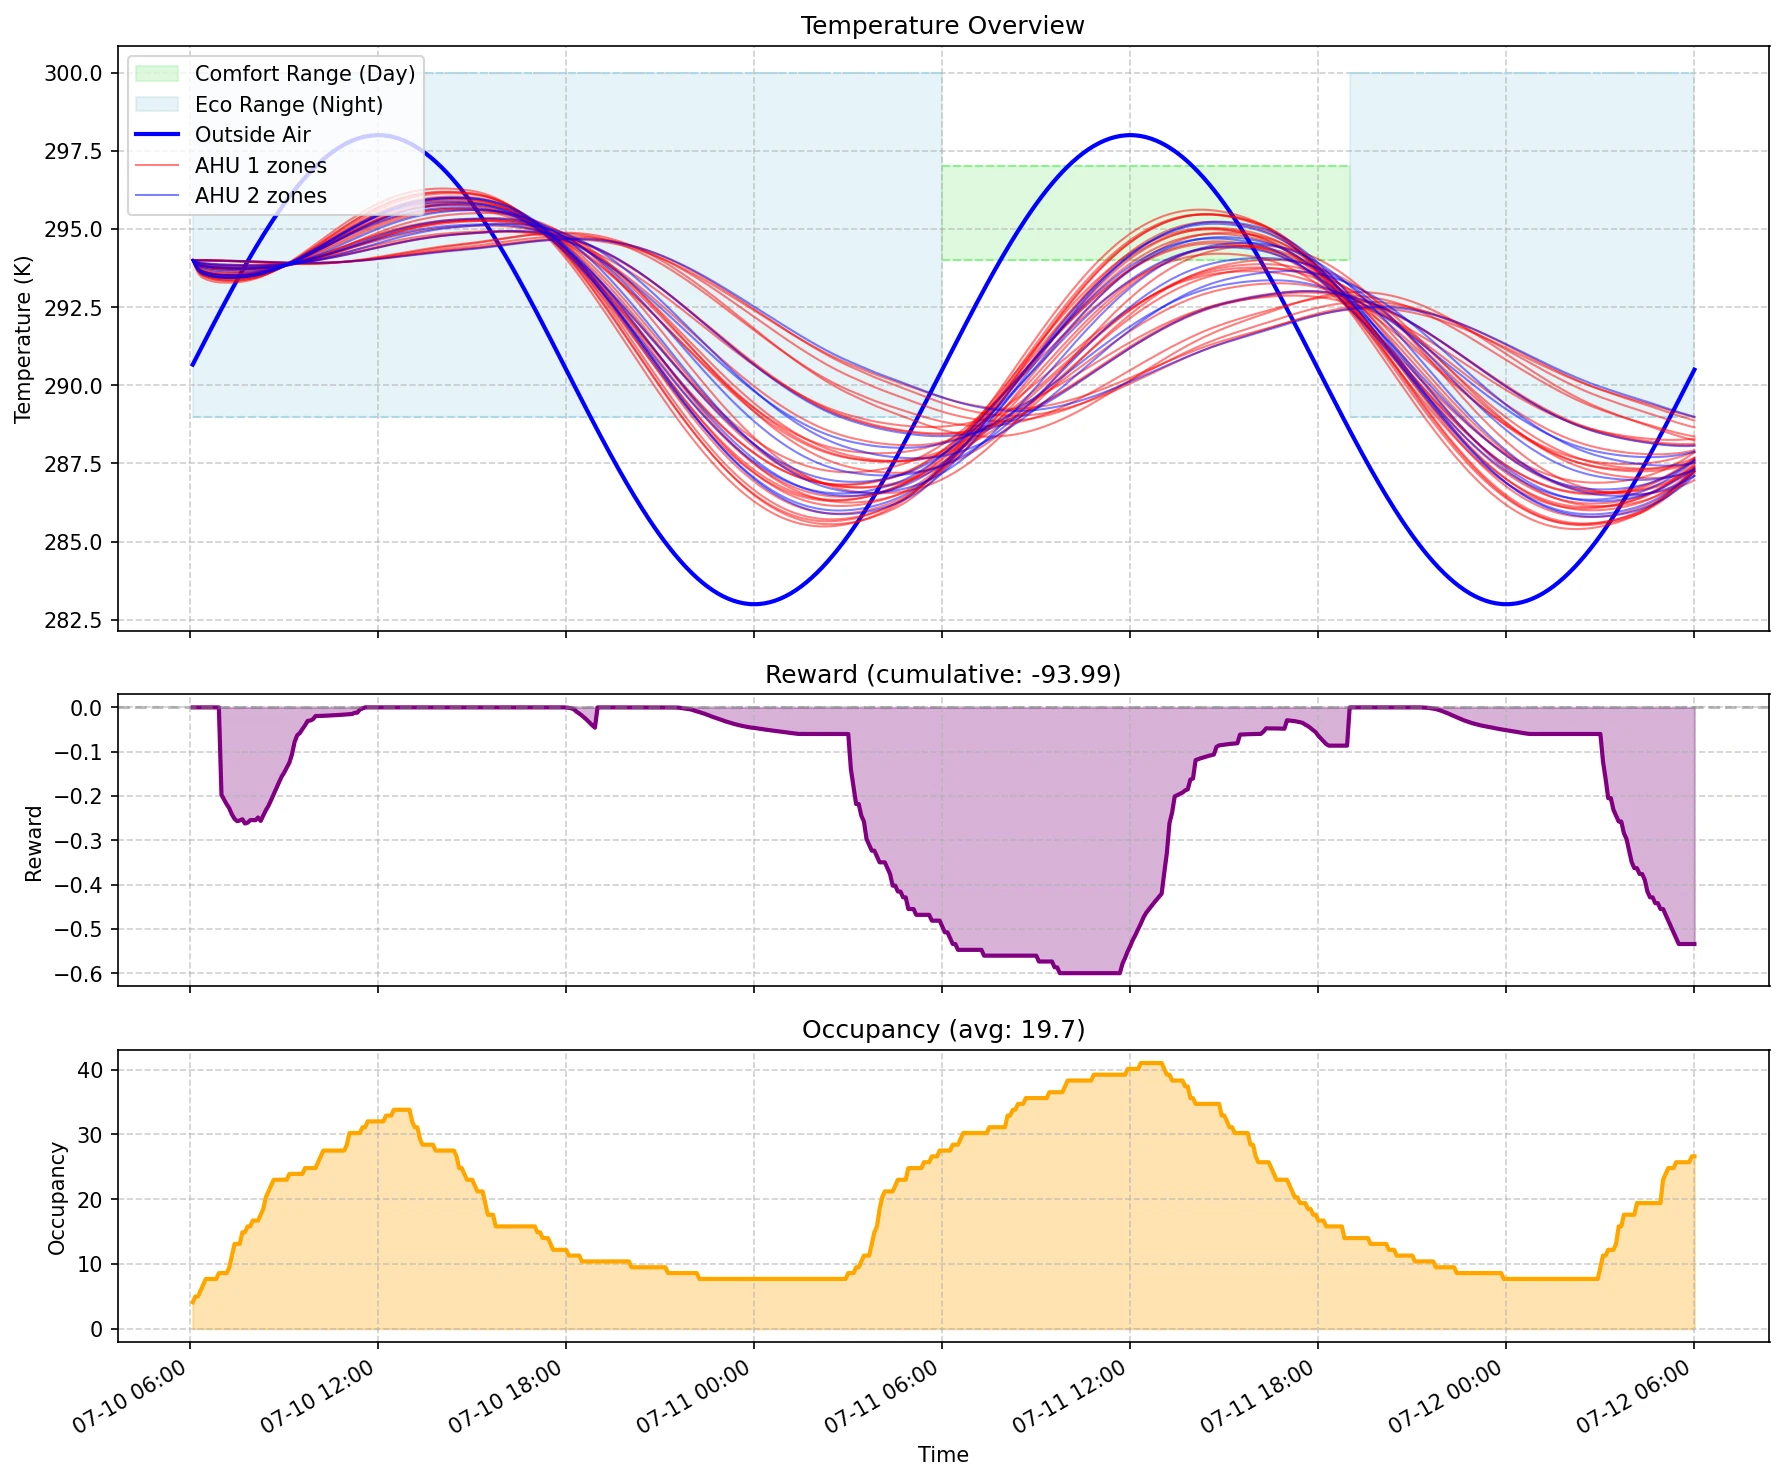 Temperature Overview
Comfort Range (Day)
Eco Range (Night)
Outside Air
AHU 1 zones
AHU 2 zones
Temperature (K)
300.0
297.5
295.0
292.5
290.0
287.5
285.0
282.5
Reward (cumulative: -93.99)
Reward
0.0
−0.1
−0.2
−0.3
−0.4
−0.5
−0.6
Occupancy (avg: 19.7)
Occupancy
40
30
20
10
0
07-10 06:00
07-10 12:00
07-10 18:00
07-11 00:00
07-11 06:00
07-11 12:00
07-11 18:00
07-12 00:00
07-12 06:00
Time